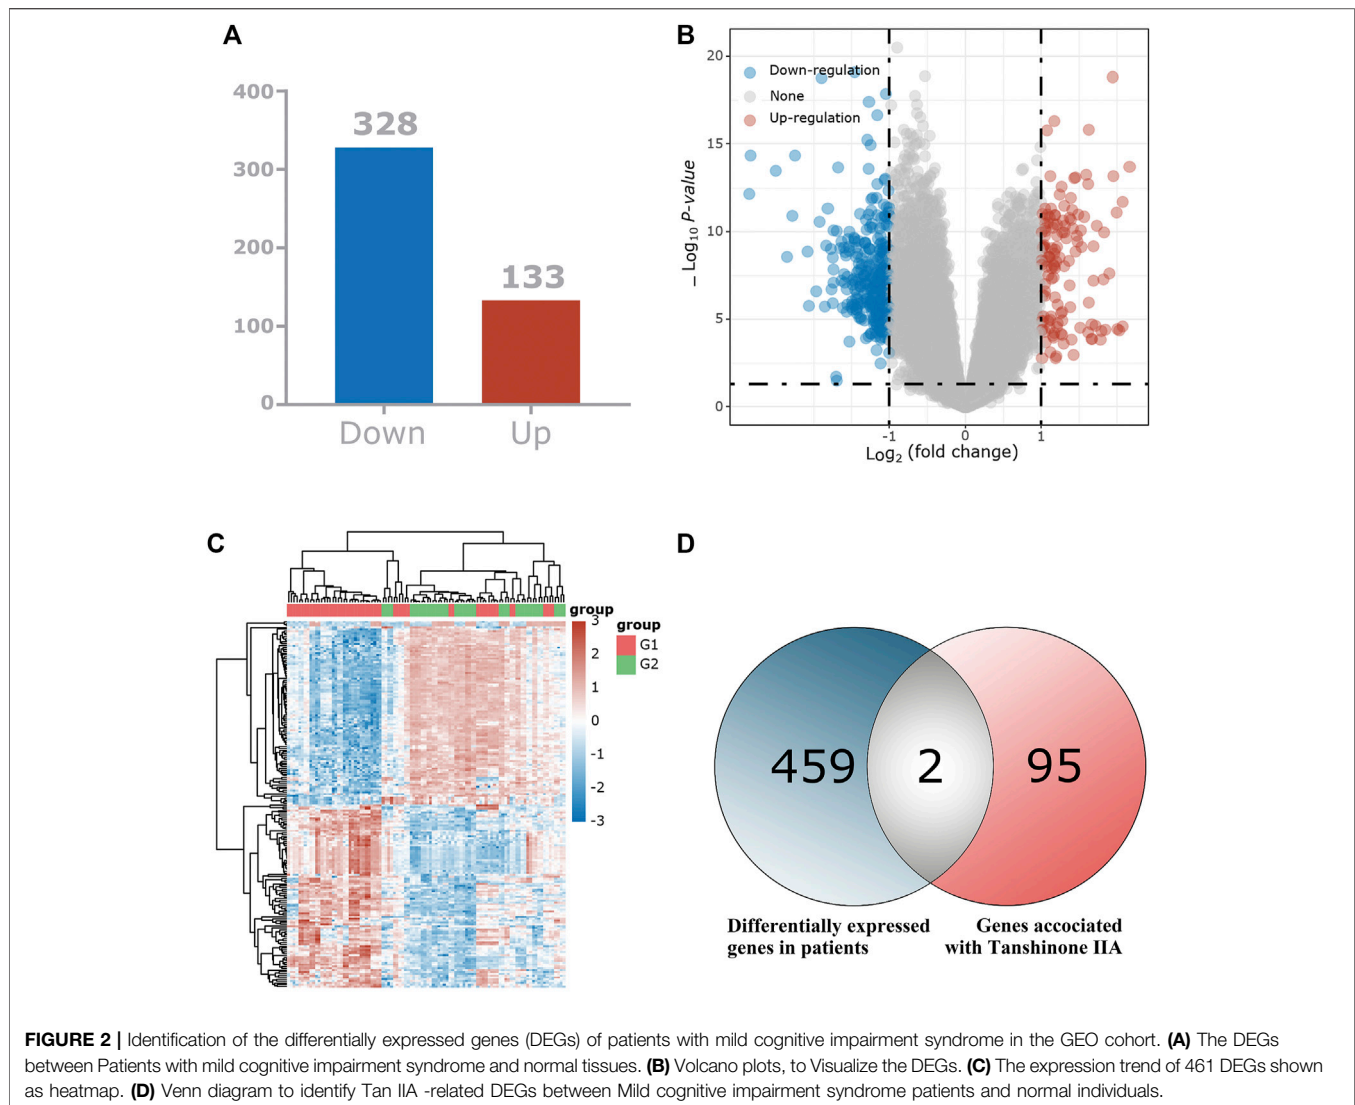 A
400
300
200
100
0
328
133
Down
Up
B
20
15
10
5
0
Down-regulation
None
Up-regulation
– Log10 P-value
-1
0
1
Log2 (fold change)
C
group
3
2
1
0
-1
-2
-3
group
G1
G2
D
459
2
95
Differentially expressed
genes in patients
Genes accociated
with Tanshinone IIA
FIGURE 2 | Identification of the differentially expressed genes (DEGs) of patients with mild cognitive impairment syndrome in the GEO cohort. (A) The DEGs
between Patients with mild cognitive impairment syndrome and normal tissues. (B) Volcano plots, to Visualize the DEGs. (C) The expression trend of 461 DEGs shown
as heatmap. (D) Venn diagram to identify Tan IIA -related DEGs between Mild cognitive impairment syndrome patients and normal individuals.